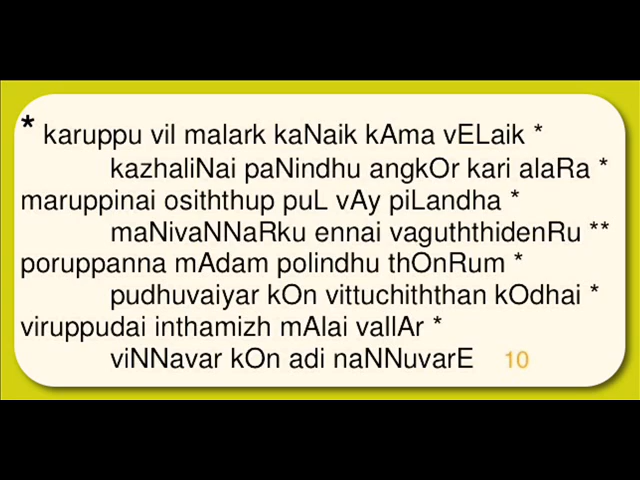 * karuppu vil malark kaNaik kAma vELaik *
kazhaliNai paNindhu angkOr kari alaRa *
maruppinai osiththup puL vAy piLandha *
maNivaNNaRku ennai vaguththidenRu **
poruppanna mAdam polindhu thOnRum *
pudhuvaiyar kOn vittuchiththan kOdhai *
viruppudai inthamizh mAlai vallAr *
viNNavar kOn adi naNNuvarE 10